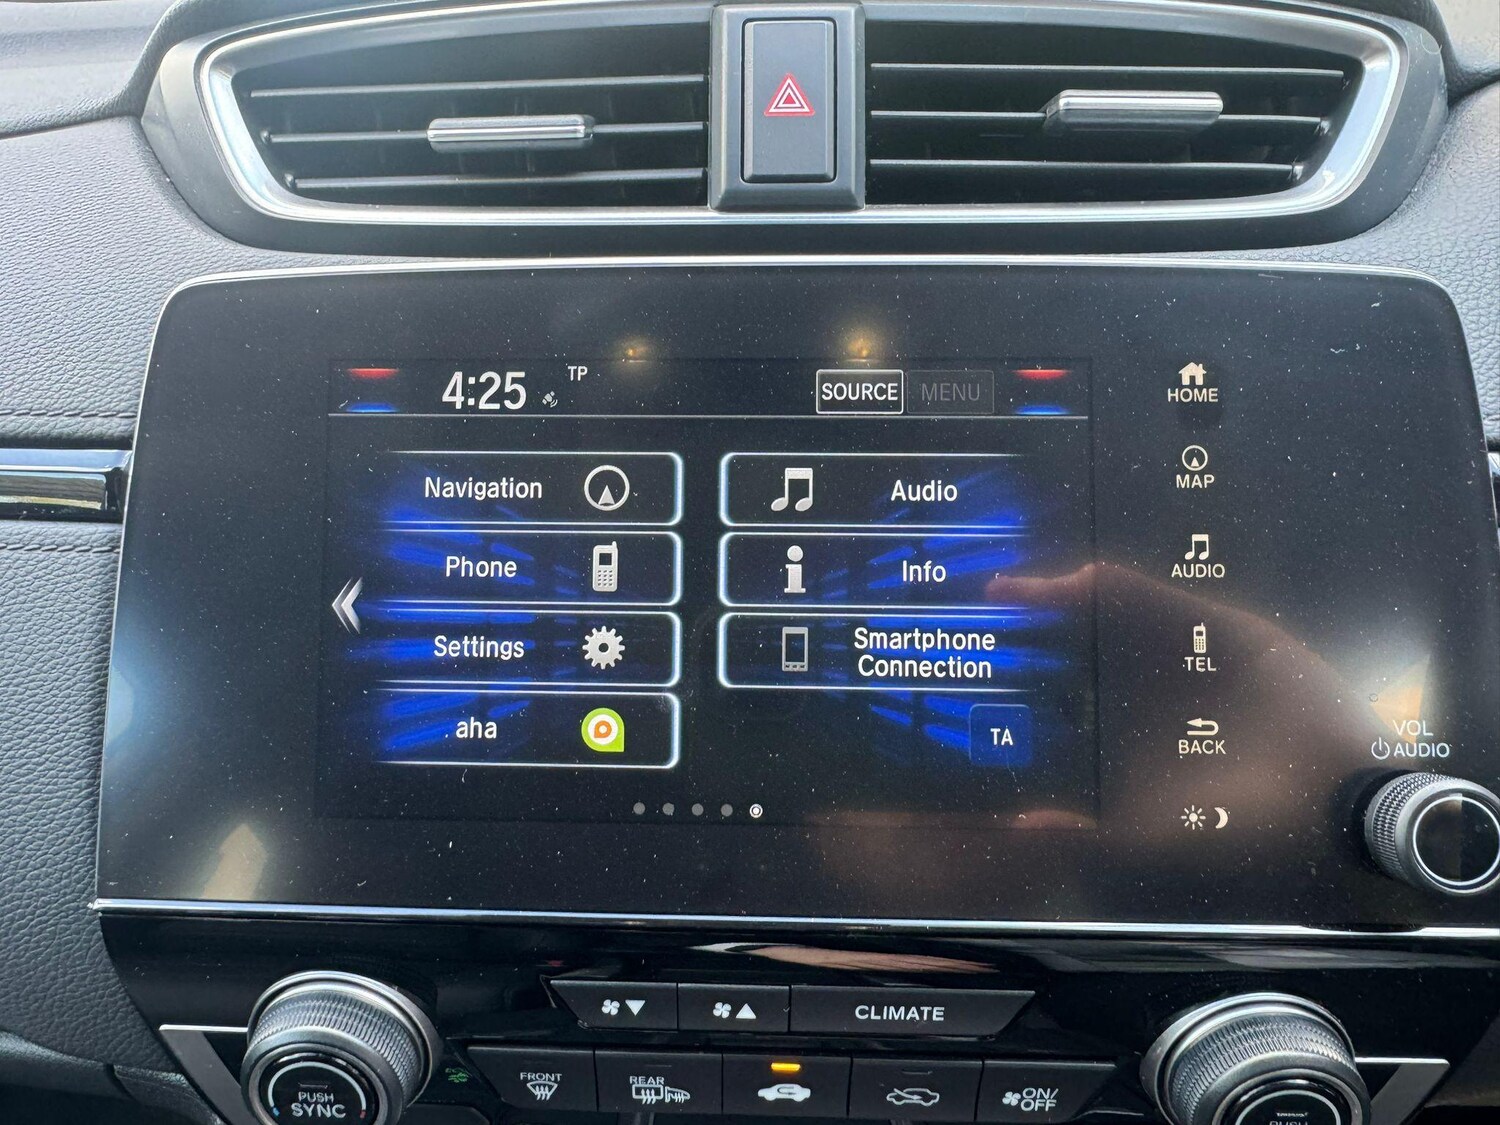 4:25
TP
SOURCE
MENU
HOME
MAP
Navigation
Audio
Phone
Info
AUDIO
Settings
Smartphone
Connection
TEL
aha
TA
BACK
VOL
AUDIO
CLIMATE
PUSH
SYNC
FRONT
REAR
ON/
OFF
PUSH